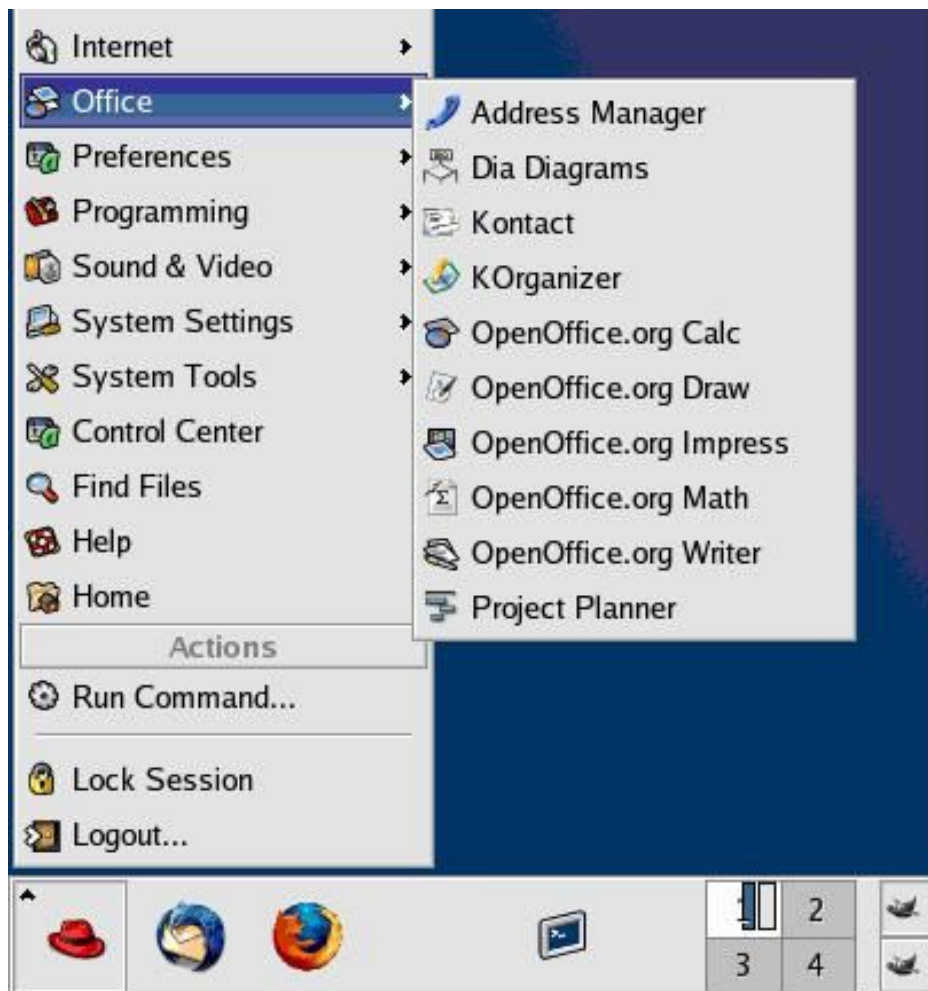 Internet
Office
Preferences
Programming
Sound & Video
System Settings
System Tools
Control Center
Find Files
Help
Home
Actions
Run Command...
Lock Session
Logout...
Address Manager
Dia Diagrams
Kontact
KOrganizer
OpenOffice.org Calc
OpenOffice.org Draw
OpenOffice.org Impress
OpenOffice.org Math
OpenOffice.org Writer
Project Planner
1 2
3 4